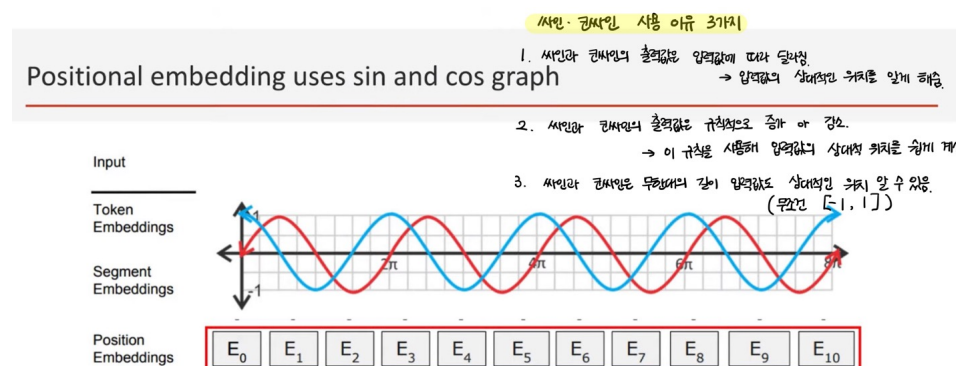 싸인·코싸인 사용 이유 3가지
1. 싸인과 코싸인의 출력값은 입력값에 따라 달라짐.
→ 입력값의 상대적인 위치를 알게 해줌.
Positional embedding uses sin and cos graph
2. 싸인과 코싸인의 출력값은 규칙적으로 증가 or 감소.
→ 이 규칙을 사용해 입력값의 상대적 위치를 쉽게 계
3. 싸인과 코싸인은 무한대의 길이 입력값도 상대적인 위치 알 수 있음.
(무조건 [-1, 1])
Input
Token
Embeddings
1
2π
4π
6π
8π
-1
Segment
Embeddings
Position
Embeddings
E0 E1 E2 E3 E4 E5 E6 E7 E8 E9 E10